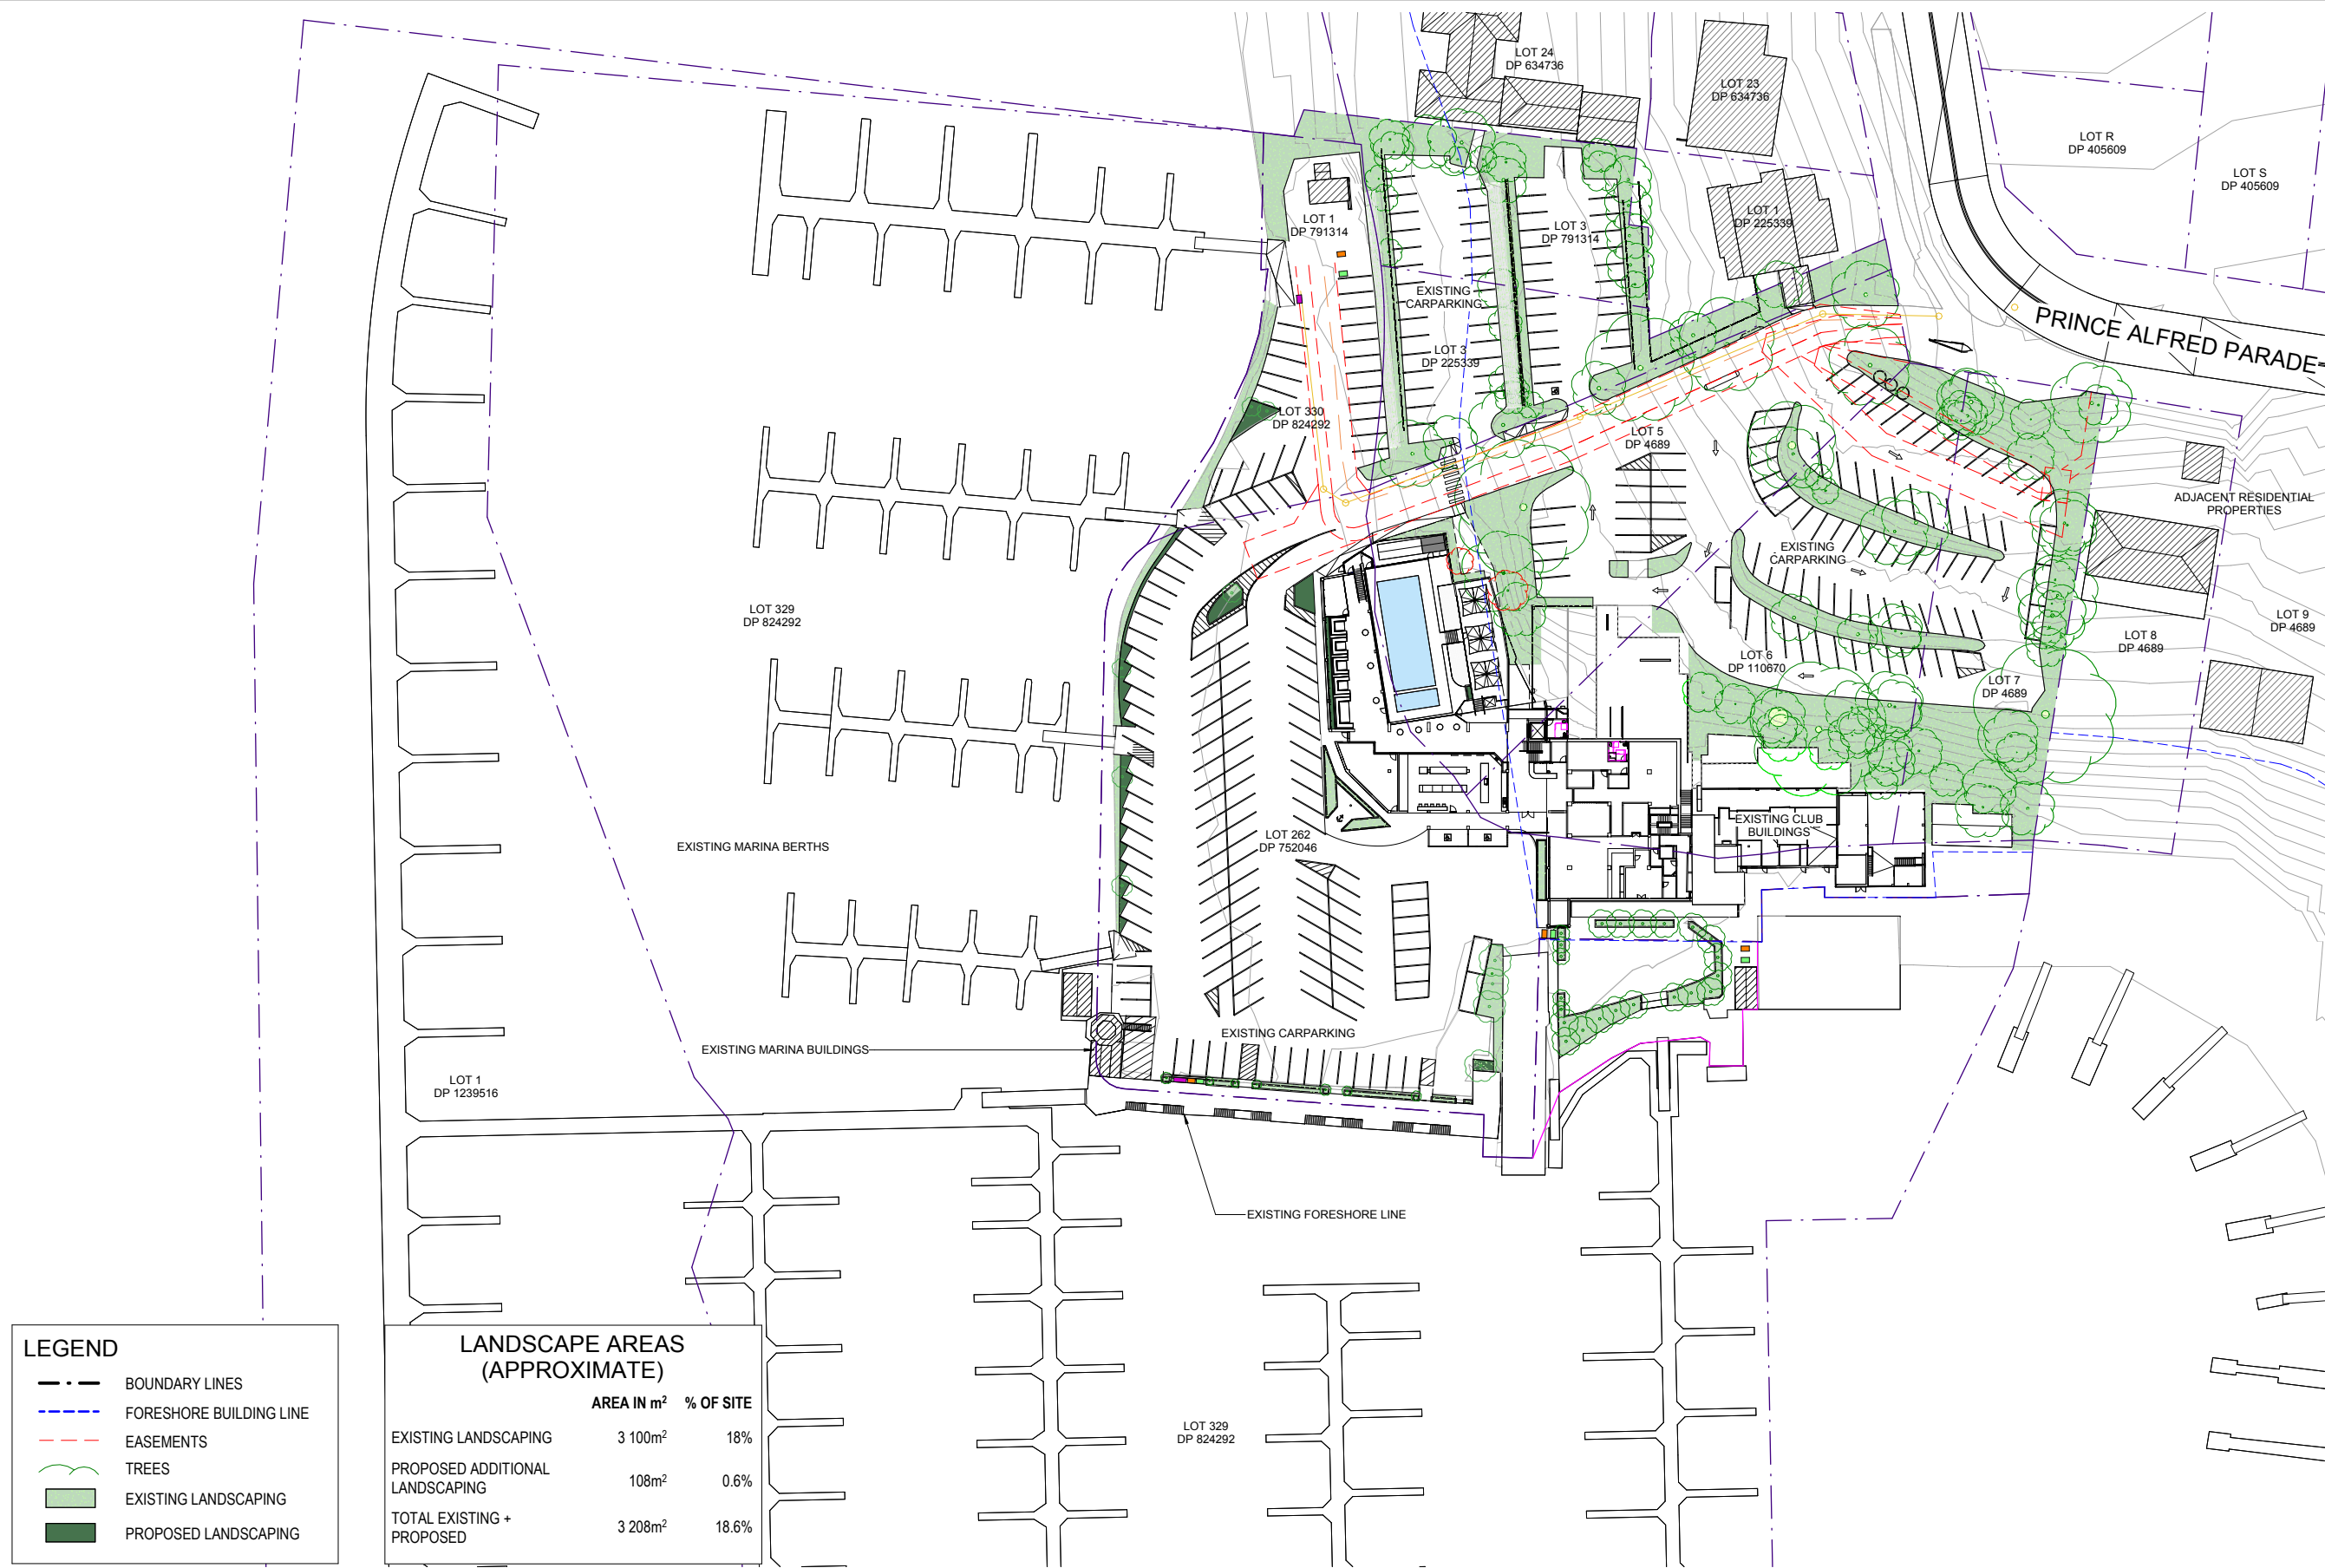 LOT 24
DP 634736
LOT 23
DP 634736
LOT R
DP 405609
LOT S
DP 405609
LOT 1
DP 791314
LOT 3
DP 791314
LOT 1
DP 225339
EXISTING
CARPARKING
PRINCE ALFRED PARADE
LOT 3
DP 225339
LOT 330
DP 824292
LOT 5
DP 4689
ADJACENT RESIDENTIAL
PROPERTIES
EXISTING
CARPARKING
LOT 329
DP 824292
LOT 9
DP 4689
LOT 8
DP 4689
LOT 6
DP 110670
LOT 7
DP 4689
LOT 262
DP 752046
EXISTING CLUB
BUILDINGS
EXISTING MARINA BERTHS
EXISTING CARPARKING
EXISTING MARINA BUILDINGS
LOT 1
DP 1239516
EXISTING FORESHORE LINE
LOT 329
DP 824292
LEGEND
BOUNDARY LINES
FORESHORE BUILDING LINE
EASEMENTS
TREES
EXISTING LANDSCAPING
PROPOSED LANDSCAPING
LANDSCAPE AREAS
(APPROXIMATE)
AREA IN m² % OF SITE
EXISTING LANDSCAPING 3 100m² 18%
PROPOSED ADDITIONAL
LANDSCAPING 108m² 0.6%
TOTAL EXISTING +
PROPOSED 3 208m² 18.6%